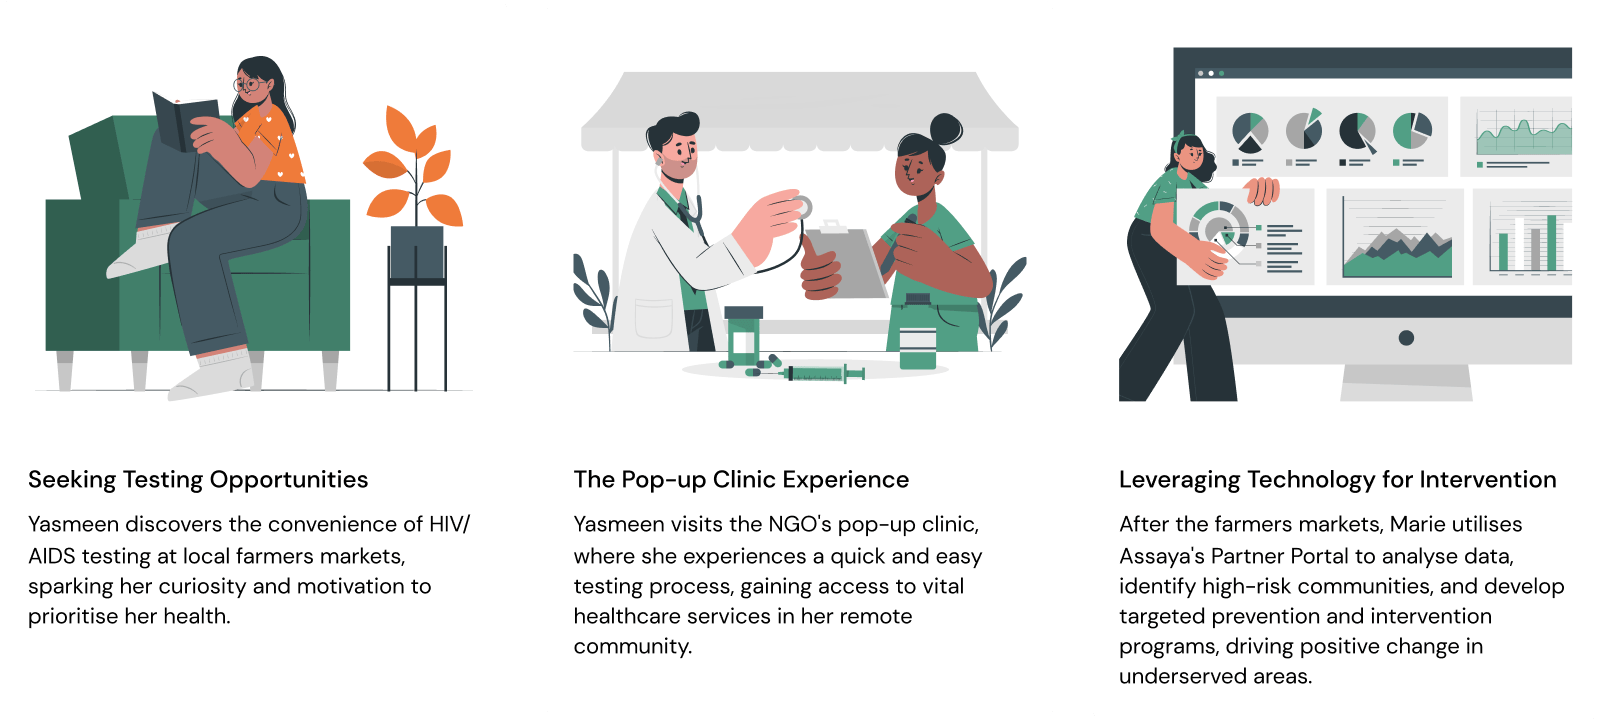 Seeking Testing Opportunities
Yasmeen discovers the convenience of HIV/
AIDS testing at local farmers markets,
sparking her curiosity and motivation to
prioritise her health.
The Pop-up Clinic Experience
Yasmeen visits the NGO's pop-up clinic,
where she experiences a quick and easy
testing process, gaining access to vital
healthcare services in her remote
community.
Leveraging Technology for Intervention
After the farmers markets, Marie utilises
Assaya's Partner Portal to analyse data,
identify high-risk communities, and develop
targeted prevention and intervention
programs, driving positive change in
underserved areas.